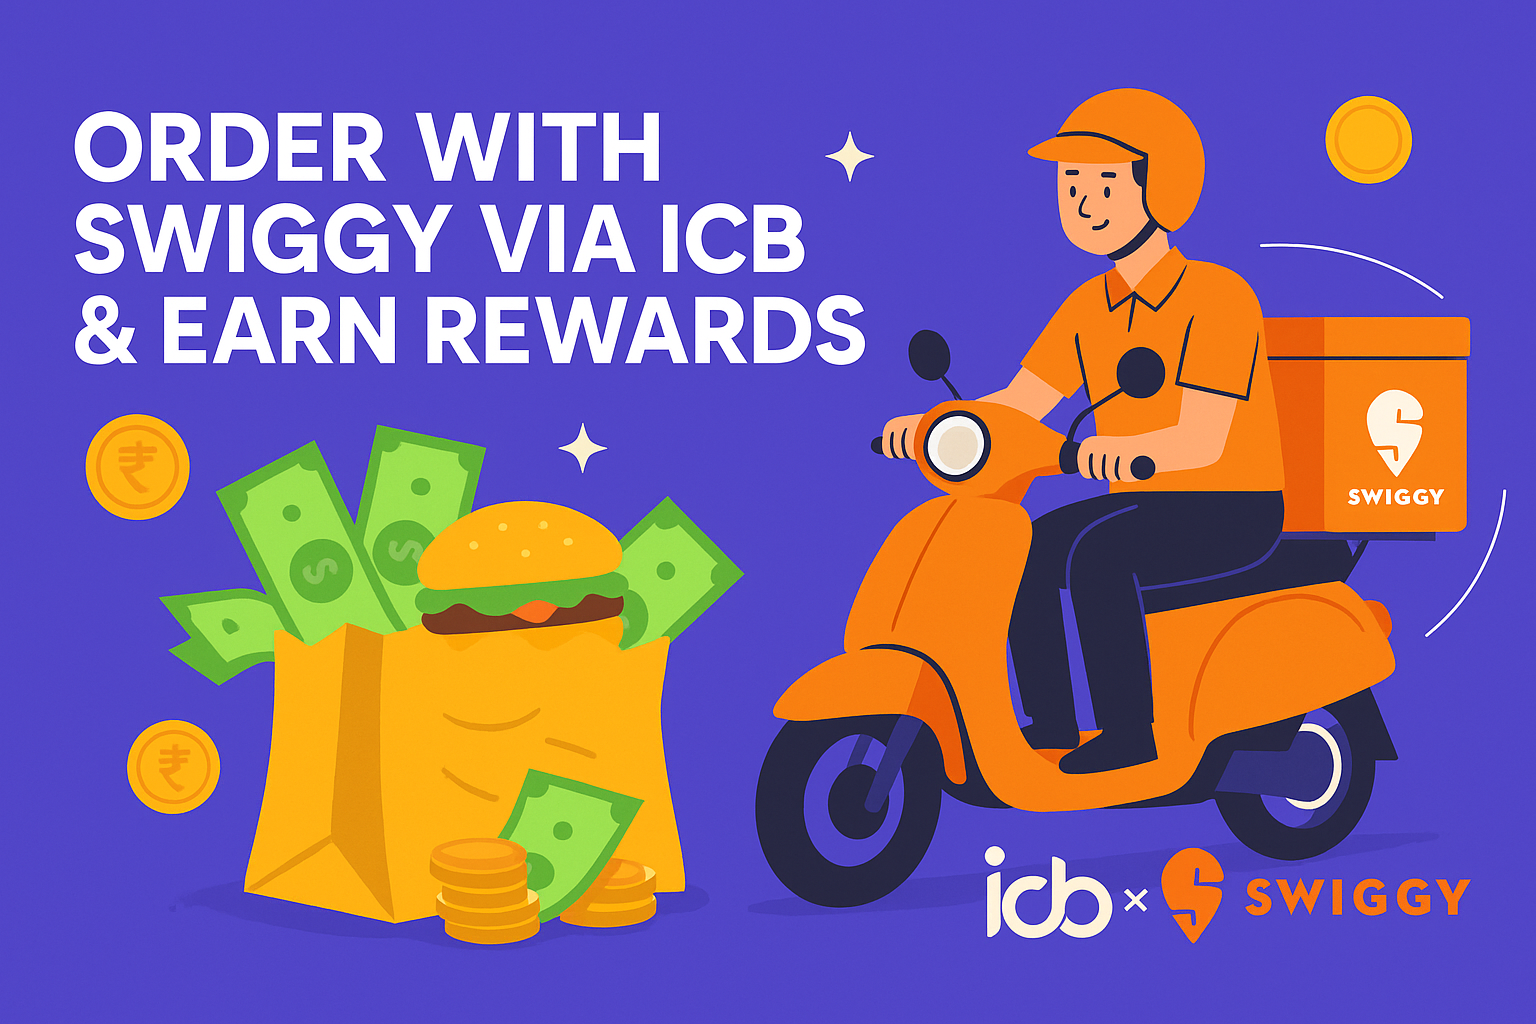 ORDER WITH
SWIGGY VIA ICB
& EARN REWARDS
SWIGGY
₹
₹
icb × SWIGGY